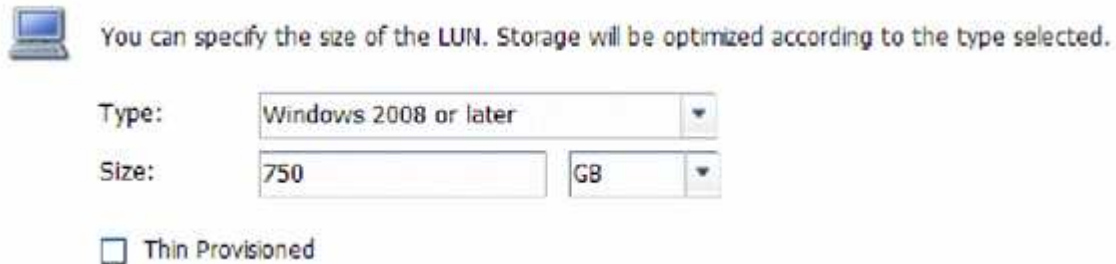 You can specify the size of the LUN. Storage will be optimized according to the type selected.
Type: Windows 2008 or later
Size: 750 GB
Thin Provisioned